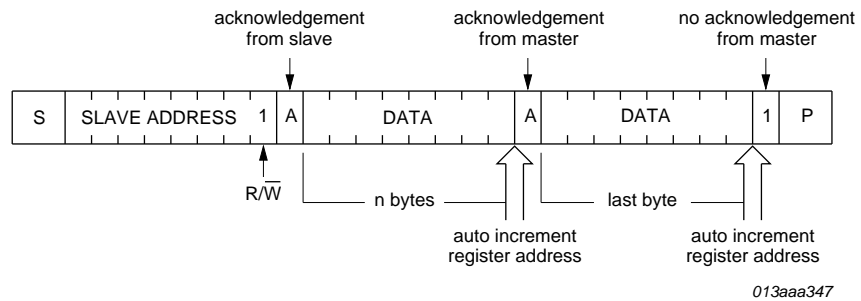 acknowledgement
from slave
acknowledgement
from master
no acknowledgement
from master
S SLAVE ADDRESS 1 A DATA A DATA 1 P
R/W̅
n bytes
last byte
auto increment
register address
auto increment
register address
013aaa347